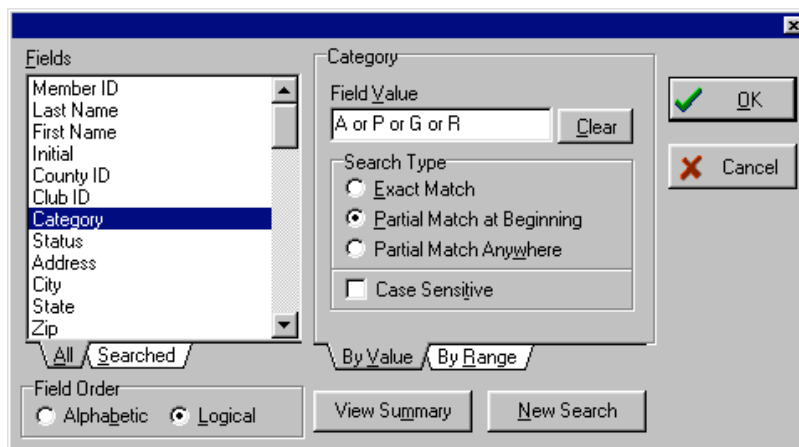 Fields
Member ID
Last Name
First Name
Initial
County ID
Club ID
Category
Status
Address
City
State
Zip
All
Searched
Field Order
Alphabetic
Logical
Category
Field Value
A or P or G or R
Clear
Search Type
Exact Match
Partial Match at Beginning
Partial Match Anywhere
Case Sensitive
By Value
By Range
View Summary
New Search
OK
Cancel